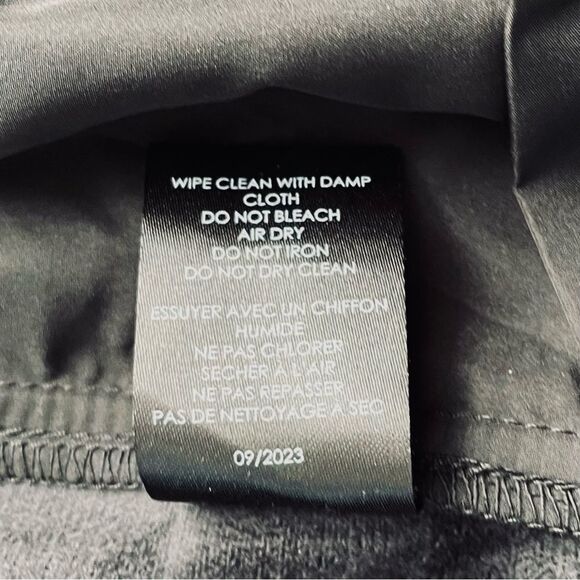 WIPE CLEAN WITH DAMP
CLOTH
DO NOT BLEACH
AIR DRY
DO NOT IRON
DO NOT DRY CLEAN
ESSUYER AVEC UN CHIFFON
HUMIDE
NE PAS CHLORER
SECHER A L'AIR
NE PAS REPASSER
PAS DE NETTOYAGE A SEC
09/2023